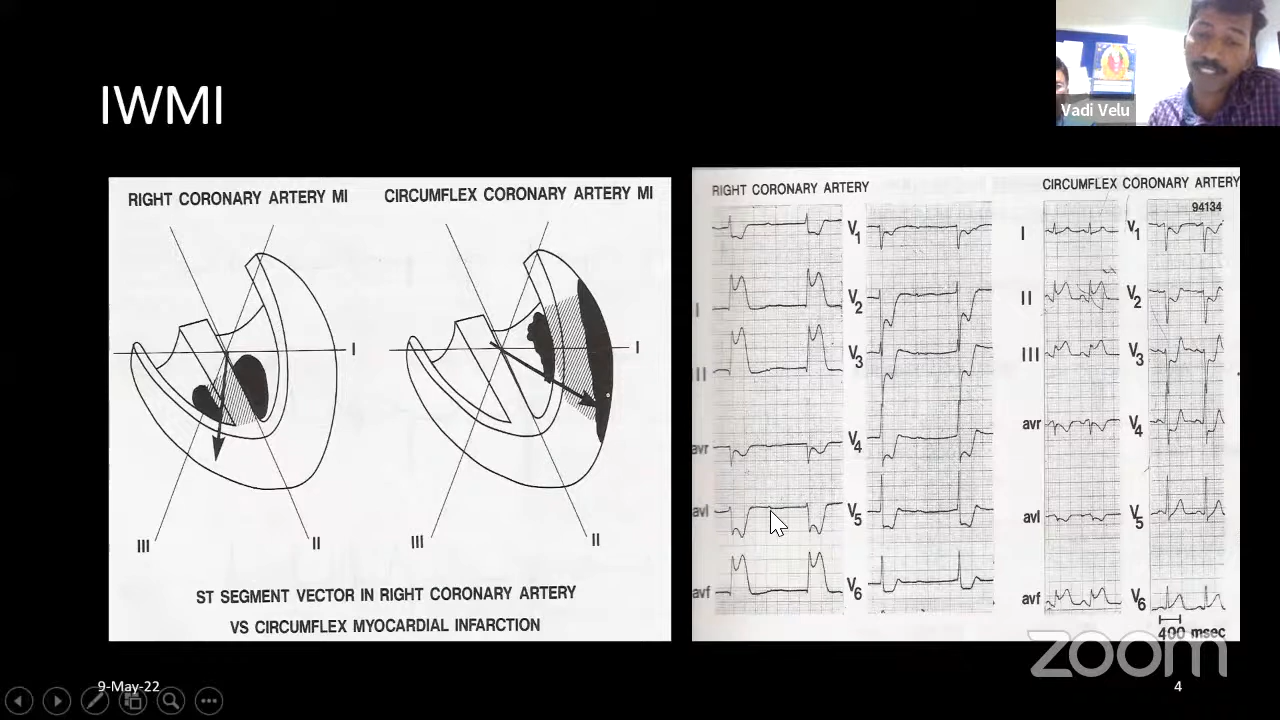 IWMI
Vadi Velu
RIGHT CORONARY ARTERY MI
CIRCUMFLEX CORONARY ARTERY MI
I
III
II
I
III
II
ST SEGMENT VECTOR IN RIGHT CORONARY ARTERY
VS CIRCUMFLEX MYOCARDIAL INFARCTION
RIGHT CORONARY ARTERY
I
II
avr
avl
avf
V1
V2
V3
V4
V5
V6
CIRCUMFLEX CORONARY ARTERY
94134
I
II
III
avr
avl
avf
V1
V2
V3
V4
V5
V6
400 msec
zoom
9-May-22
4